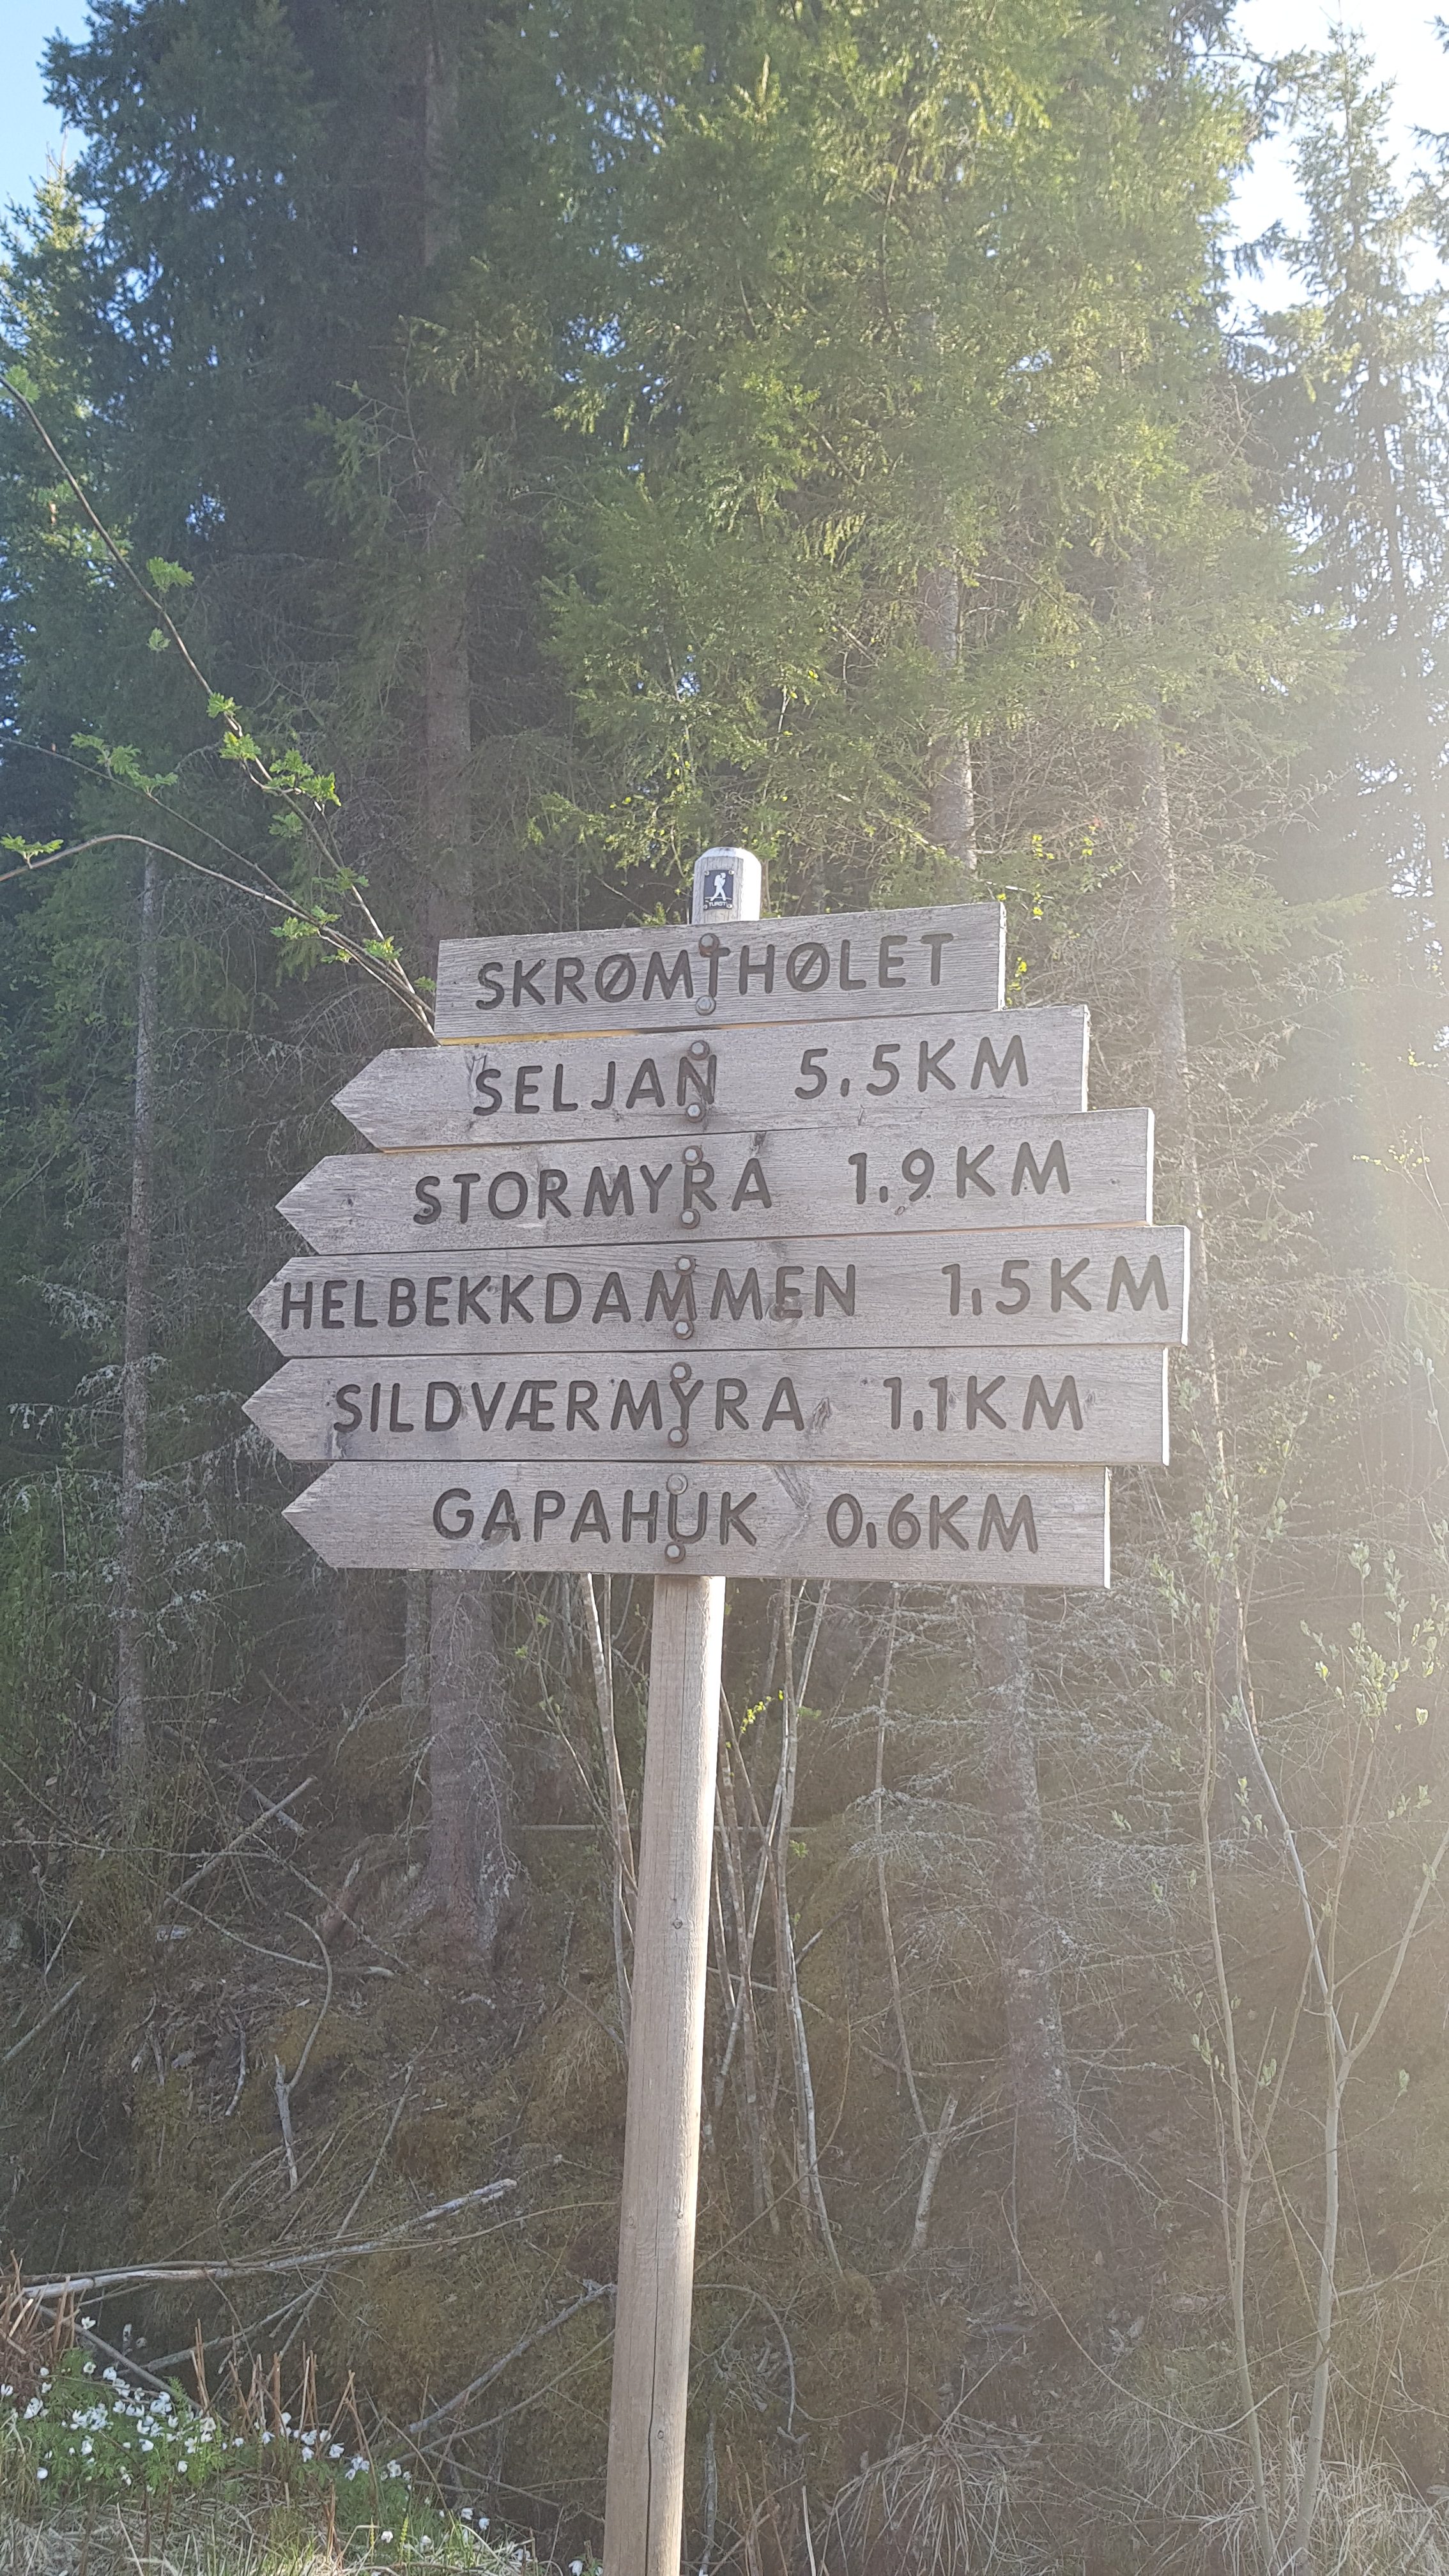 SKRØMTHØLET
SELJAN 5,5KM
STORMYRA 1,9KM
HELBEKKDAMMEN 1,5KM
SILDVÆRMYRA 1,1KM
GAPAHUK 0,6KM